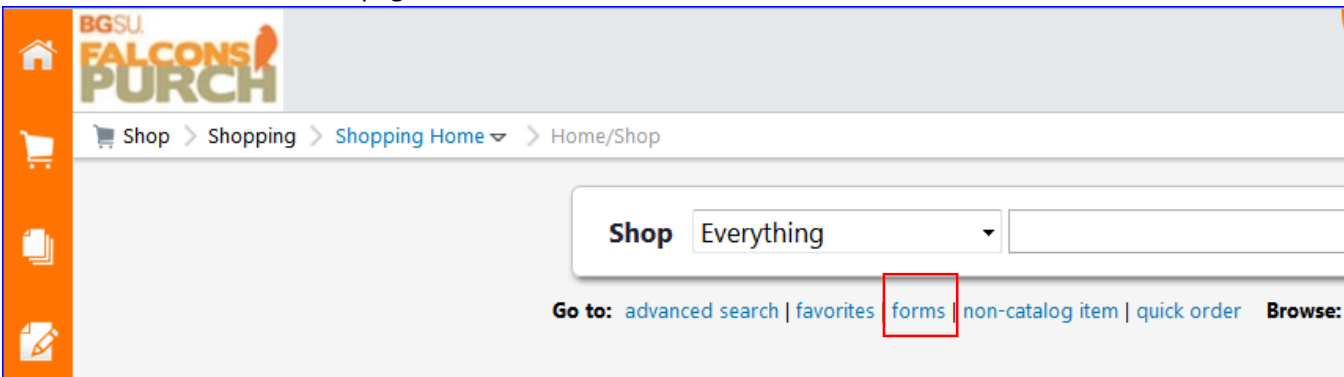 BGSU.
FALCONS
PURCH
Shop > Shopping > Shopping Home > Home/Shop
Shop Everything
Go to: advanced search | favorites | forms | non-catalog item | quick order Browse: